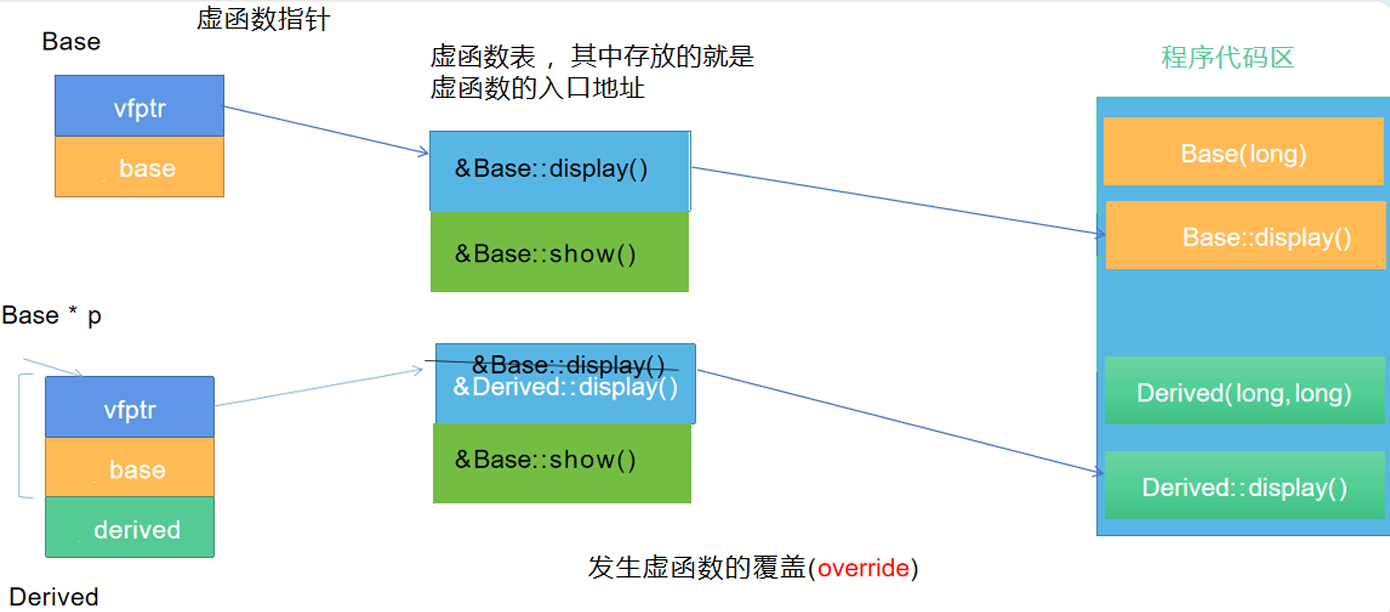 虚函数指针
Base
虚函数表 ，其中存放的就是
虚函数的入口地址
程序代码区
vfptr
base
&Base::display()
&Base::show()
Base(long)
Base::display()
Base * p
vfptr
base
derived
&Base::display()
&Derived::display()
&Base::show()
Derived(long,long)
Derived::display()
发生虚函数的覆盖(override)
Derived